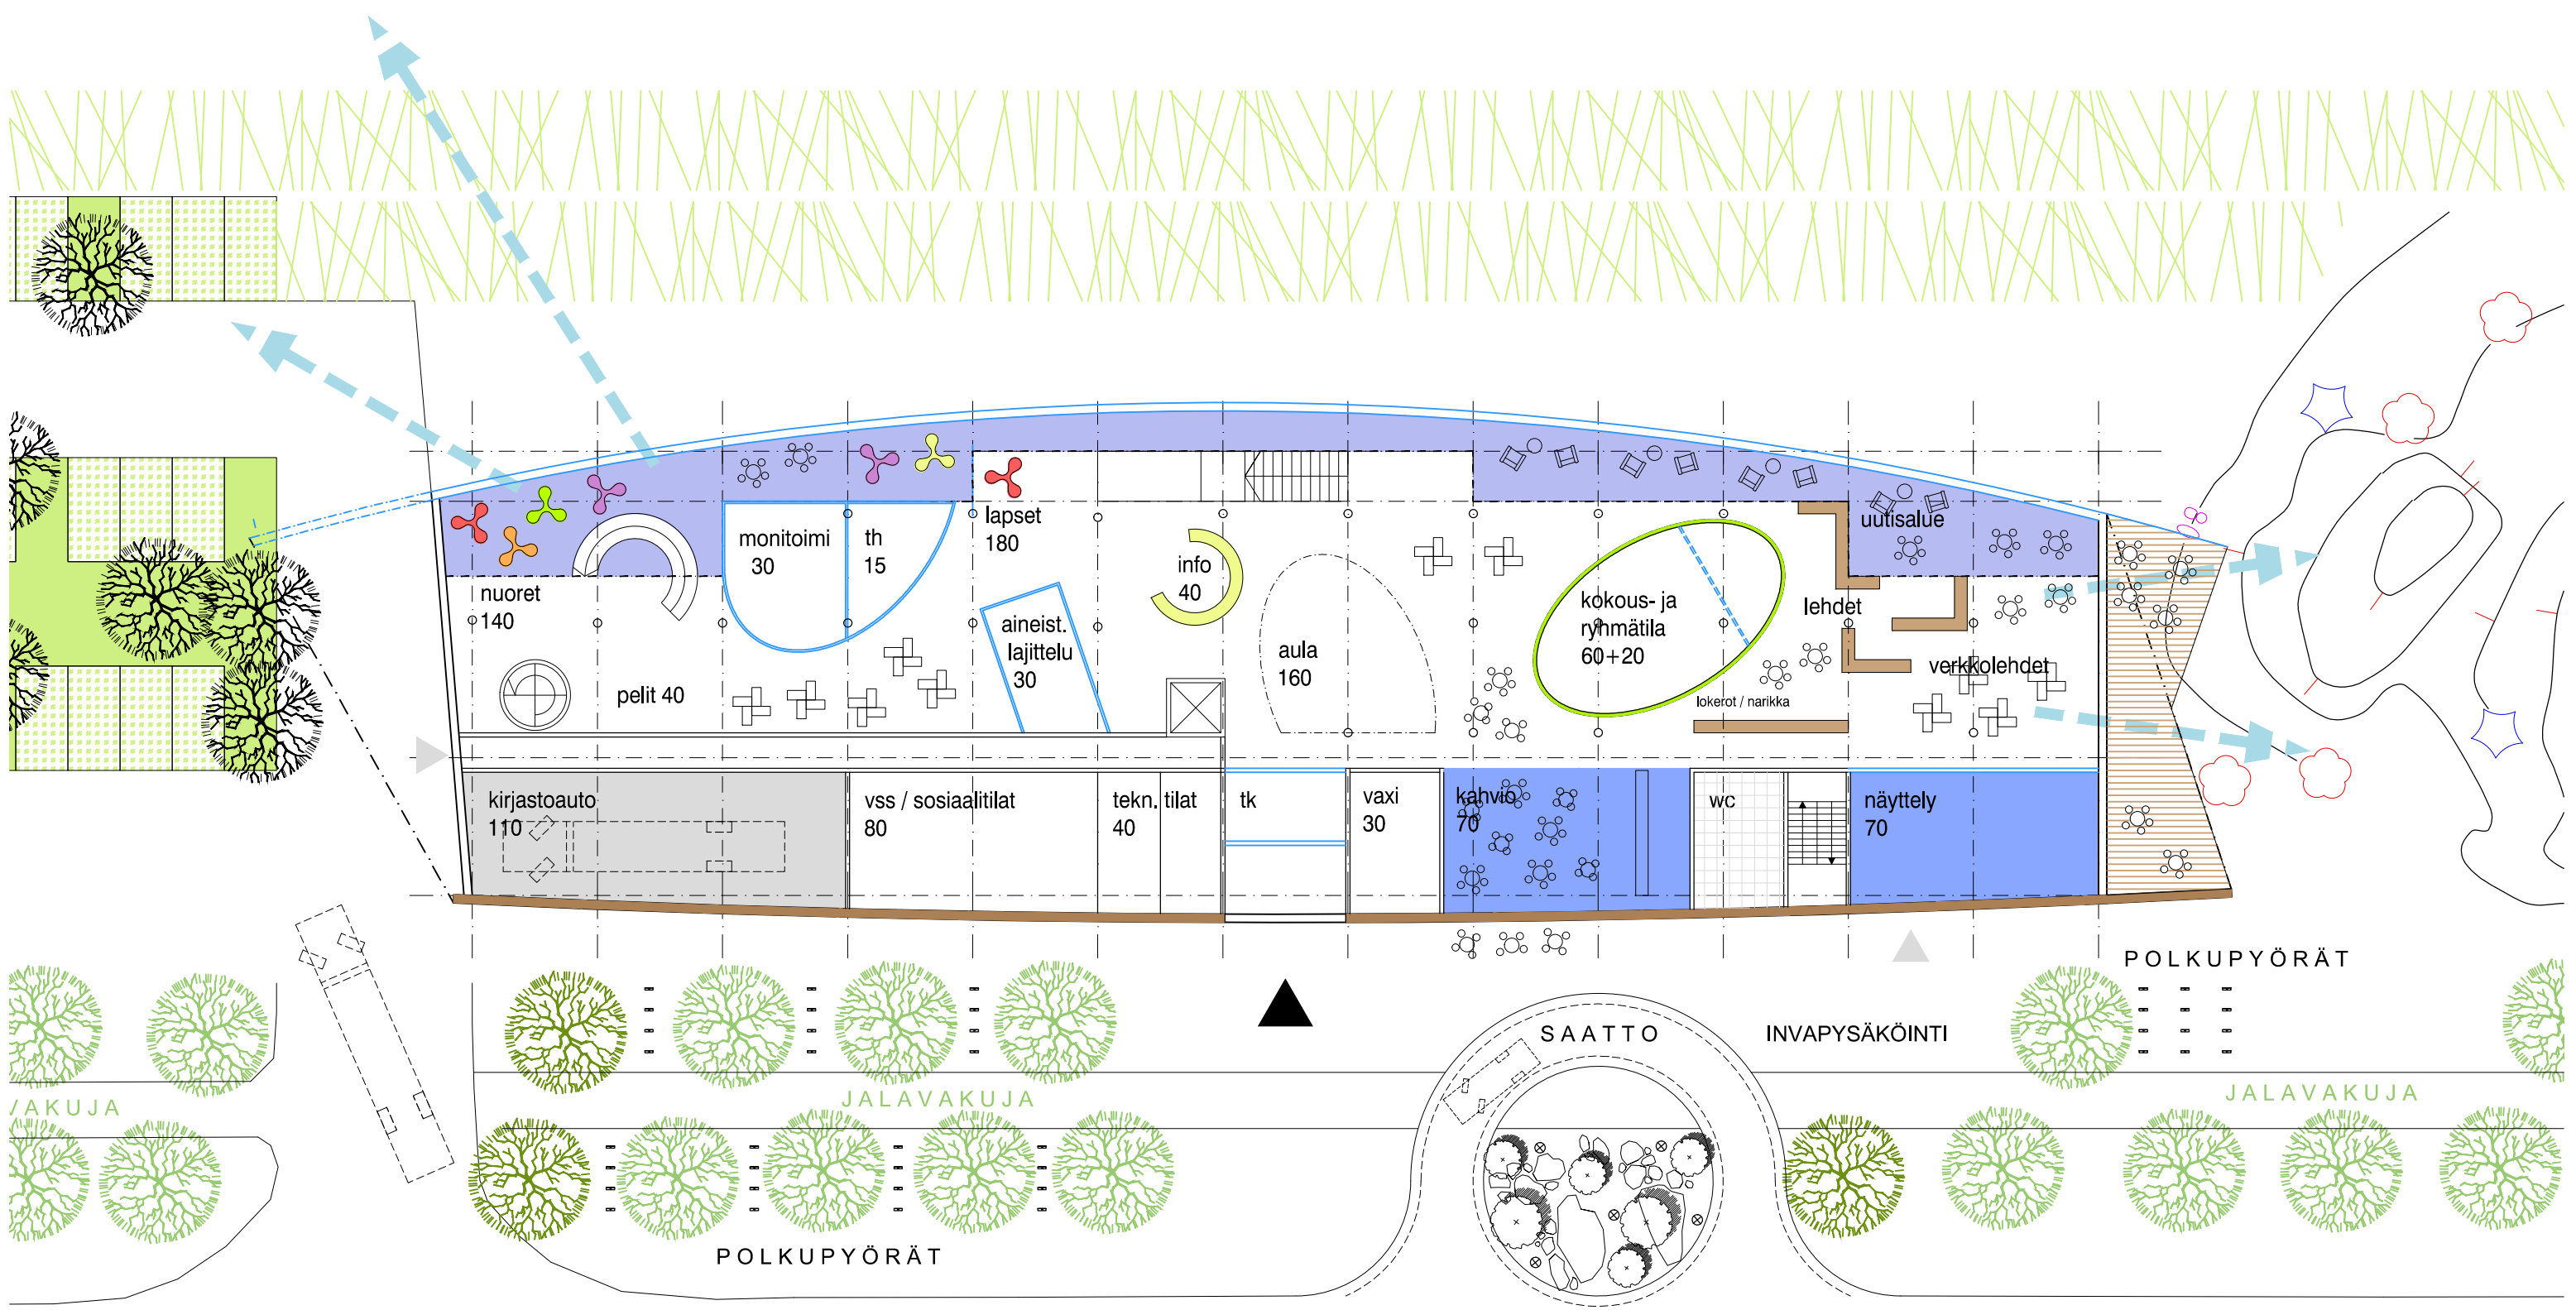 monitoimi
30
th
15
lapset
180
info
40
uutisalue
nuoret
140
aineist.
lajittelu
30
kokous- ja
ryhmätila
60+20
lehdet
aula
160
pelit 40
verkkolehdet
lokerot / narikka
kirjastoauto
110
vss / sosiaalitilat
80
tekn. tilat
40
tk
vaxi
30
kahvio
70
wc
näyttely
70
POLKUPYÖRÄT
SAATTO
INVAPYSÄKÖINTI
VAKUJA
JALAVAKUJA
JALAVAKUJA
POLKUPYÖRÄT